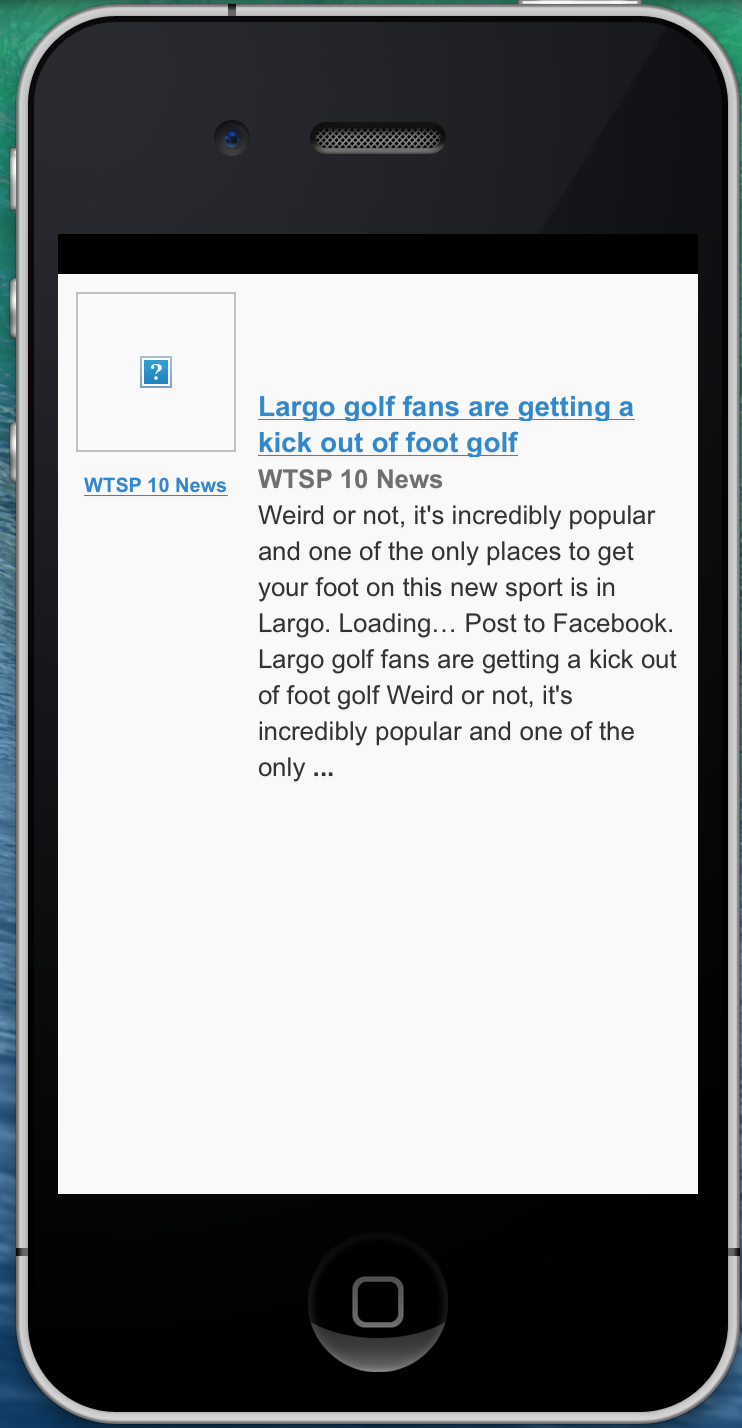 Largo golf fans are getting a
kick out of foot golf
WTSP 10 News
WTSP 10 News
Weird or not, it's incredibly popular
and one of the only places to get
your foot on this new sport is in
Largo. Loading… Post to Facebook.
Largo golf fans are getting a kick out
of foot golf Weird or not, it's
incredibly popular and one of the
only ...